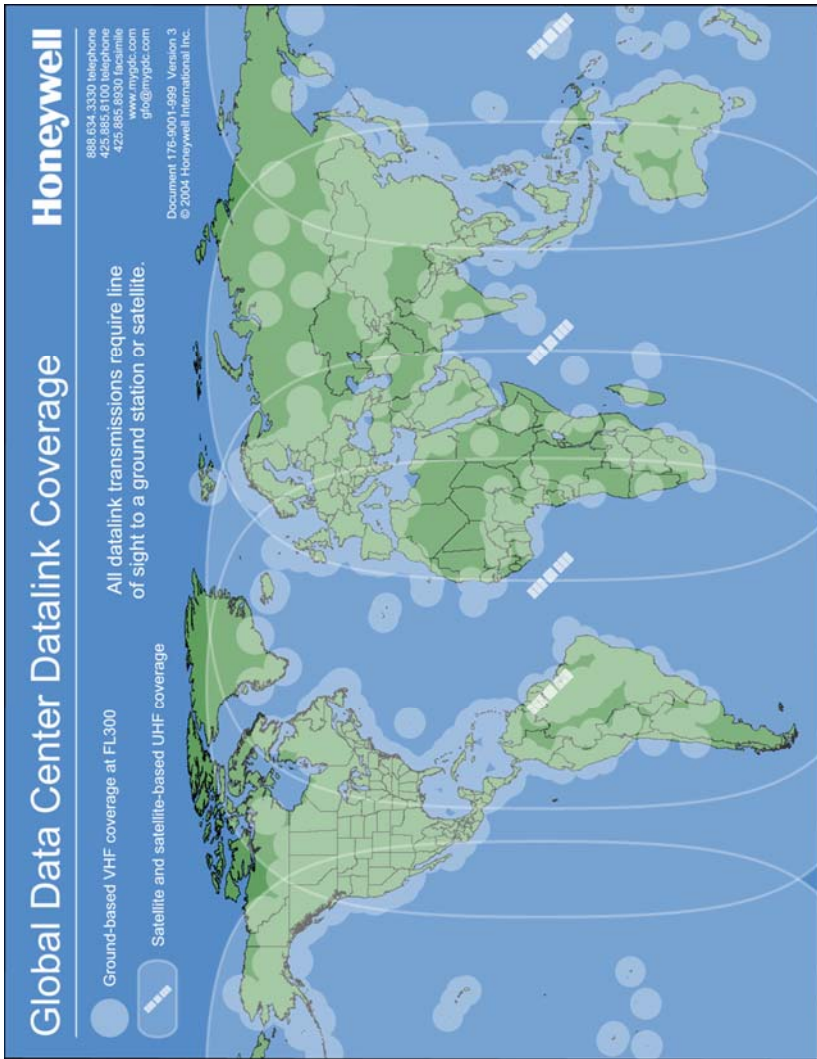 Global Data Center Datalink Coverage
Honeywell
Ground-based VHF coverage at FL300
Satellite and satellite-based UHF coverage
All datalink transmissions require line
of sight to a ground station or satellite.
888.634.3330 telephone
425.885.8100 telephone
425.885.8930 facsimile
www.mygdc.com
gfo@mygdc.com
Document 176-9001-999 Version 3
© 2004 Honeywell International Inc.